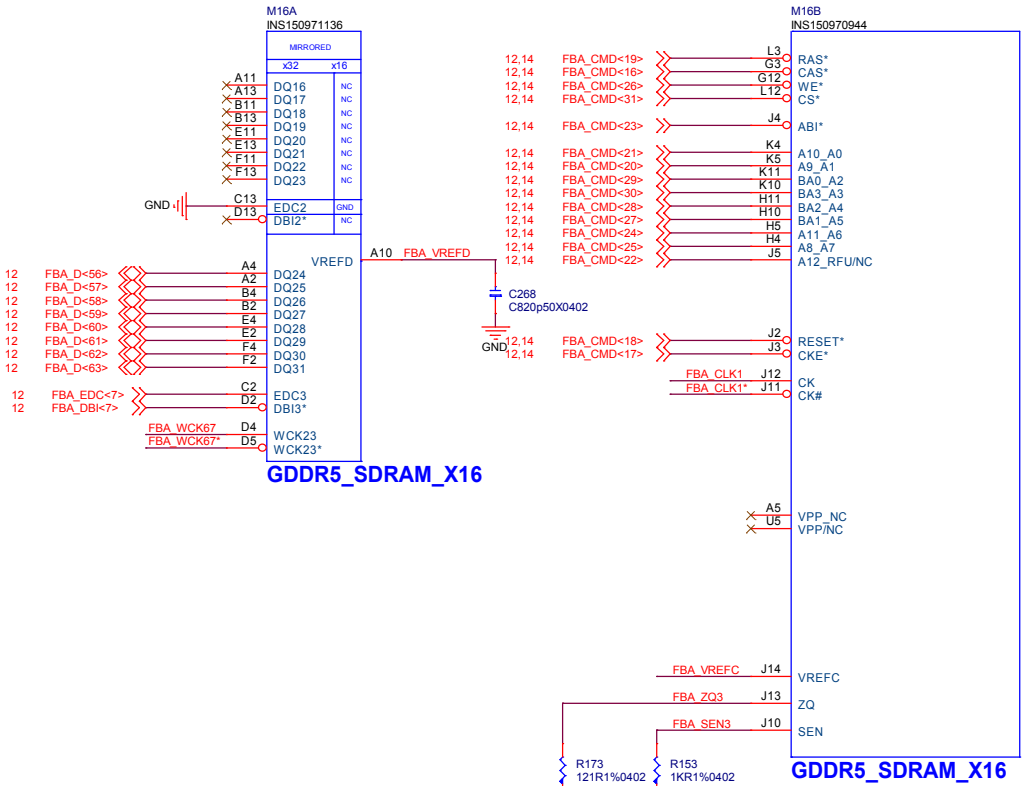 M16A
INS150971136
MIRRORED
x32 x16
A11 DQ16 NC
A13 DQ17 NC
B11 DQ18 NC
B13 DQ19 NC
E11 DQ20 NC
E13 DQ21 NC
F11 DQ22 NC
F13 DQ23 NC
GND C13 EDC2 GND
D13 DBI2* NC
VREFD A10 FBA_VREFD
12 FBA_D<56> A4 DQ24
12 FBA_D<57> A2 DQ25
12 FBA_D<58> B4 DQ26
12 FBA_D<59> B2 DQ27
12 FBA_D<60> E4 DQ28
12 FBA_D<61> E2 DQ29
12 FBA_D<62> F4 DQ30
12 FBA_D<63> F2 DQ31
12 FBA_EDC<7> C2 EDC3
12 FBA_DBI<7> D2 DBI3*
FBA_WCK67 D4 WCK23
FBA_WCK67* D5 WCK23*
GDDR5_SDRAM_X16
C268
C820p50X0402
GND
M16B
INS150970944
12,14 FBA_CMD<19> L3 RAS*
12,14 FBA_CMD<16> G3 CAS*
12,14 FBA_CMD<26> G12 WE*
12,14 FBA_CMD<31> L12 CS*
12,14 FBA_CMD<23> J4 ABI*
12,14 FBA_CMD<21> K4 A10_A0
12,14 FBA_CMD<20> K5 A9_A1
12,14 FBA_CMD<29> K11 BA0_A2
12,14 FBA_CMD<30> K10 BA3_A3
12,14 FBA_CMD<28> H11 BA2_A4
12,14 FBA_CMD<27> H10 BA1_A5
12,14 FBA_CMD<24> H5 A11_A6
12,14 FBA_CMD<25> H4 A8_A7
12,14 FBA_CMD<22> J5 A12_RFU/NC
12,14 FBA_CMD<18> J2 RESET*
12,14 FBA_CMD<17> J3 CKE*
FBA_CLK1 J12 CK
FBA_CLK1* J11 CK#
A5 VPP_NC
U5 VPP/NC
FBA_VREFC J14 VREFC
FBA_ZQ3 J13 ZQ
FBA_SEN3 J10 SEN
R173
121R1%0402
R153
1KR1%0402
GDDR5_SDRAM_X16